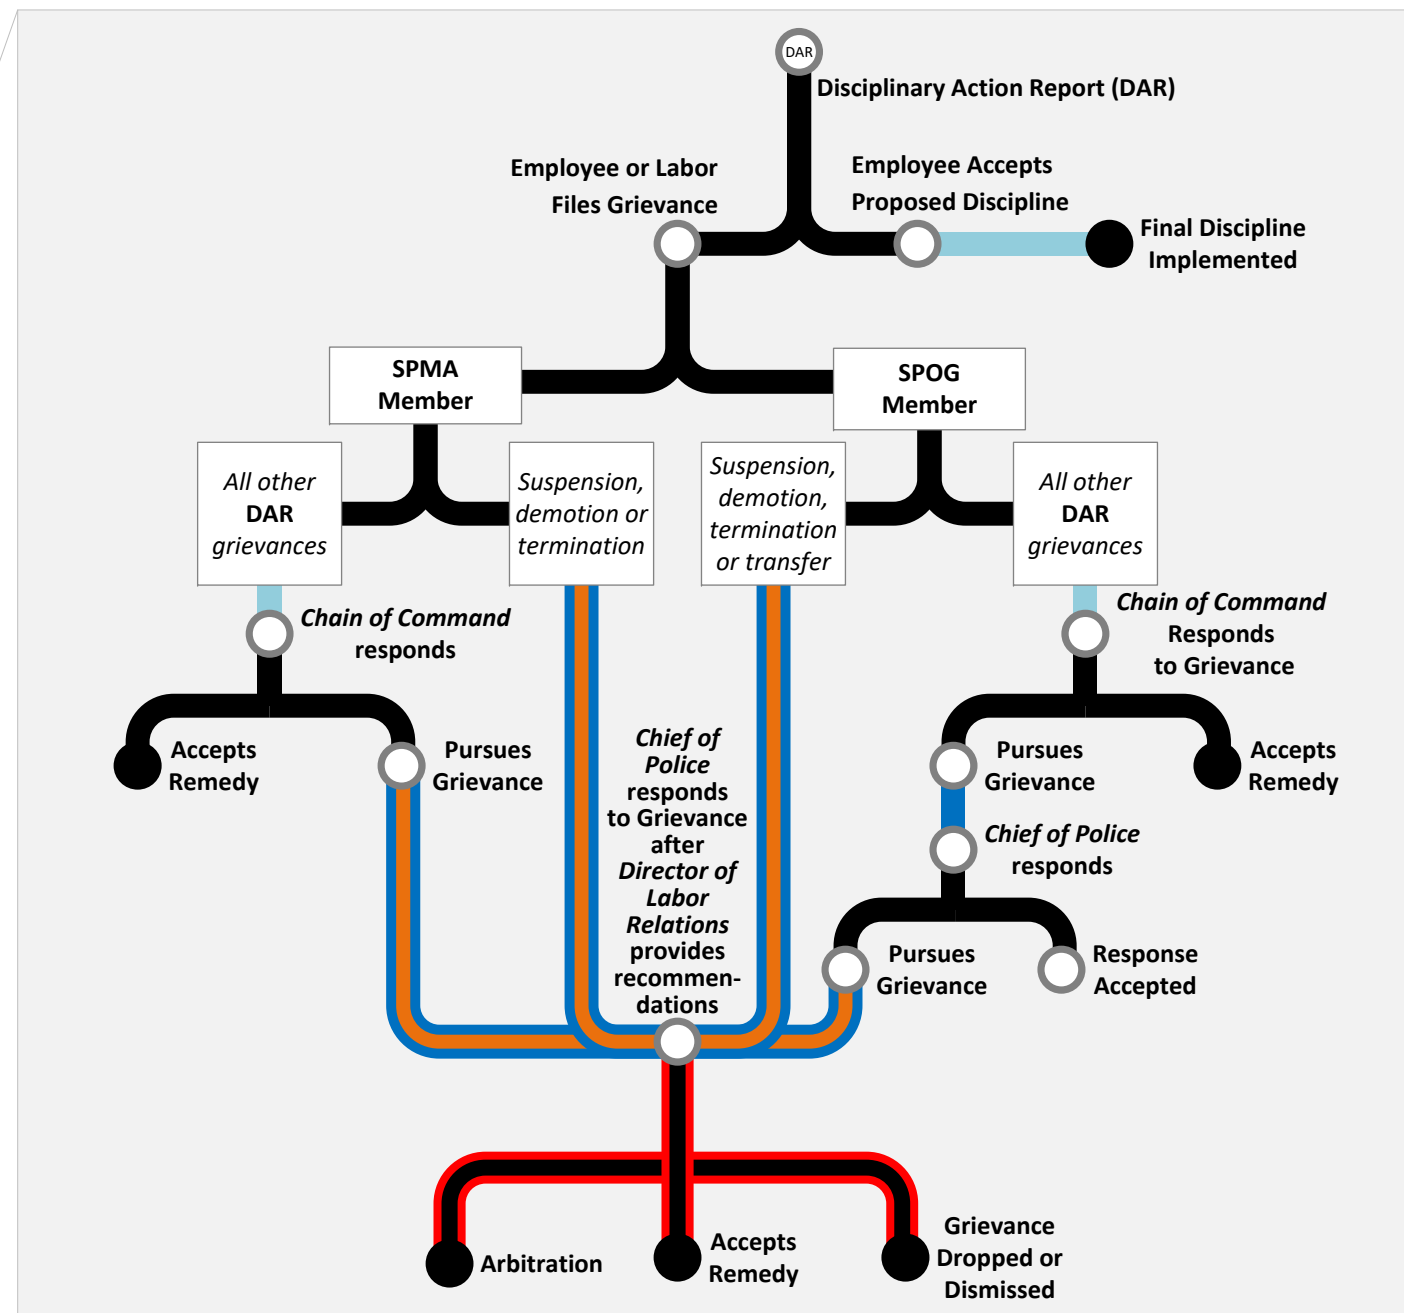 DAR
Disciplinary Action Report (DAR)
Employee or Labor
Files Grievance
Employee Accepts
Proposed Discipline
Final Discipline
Implemented
SPMA
Member
SPOG
Member
All other
DAR
grievances
Suspension,
demotion or
termination
Suspension,
demotion,
termination
or transfer
All other
DAR
grievances
Chain of Command
responds
Chain of Command
Responds
to Grievance
Accepts
Remedy
Pursues
Grievance
Chief of
Police
responds
to Grievance
after
Director of
Labor
Relations
provides
recommen-
dations
Pursues
Grievance
Accepts
Remedy
Chief of Police
responds
Pursues
Grievance
Response
Accepted
Arbitration
Accepts
Remedy
Grievance
Dropped or
Dismissed